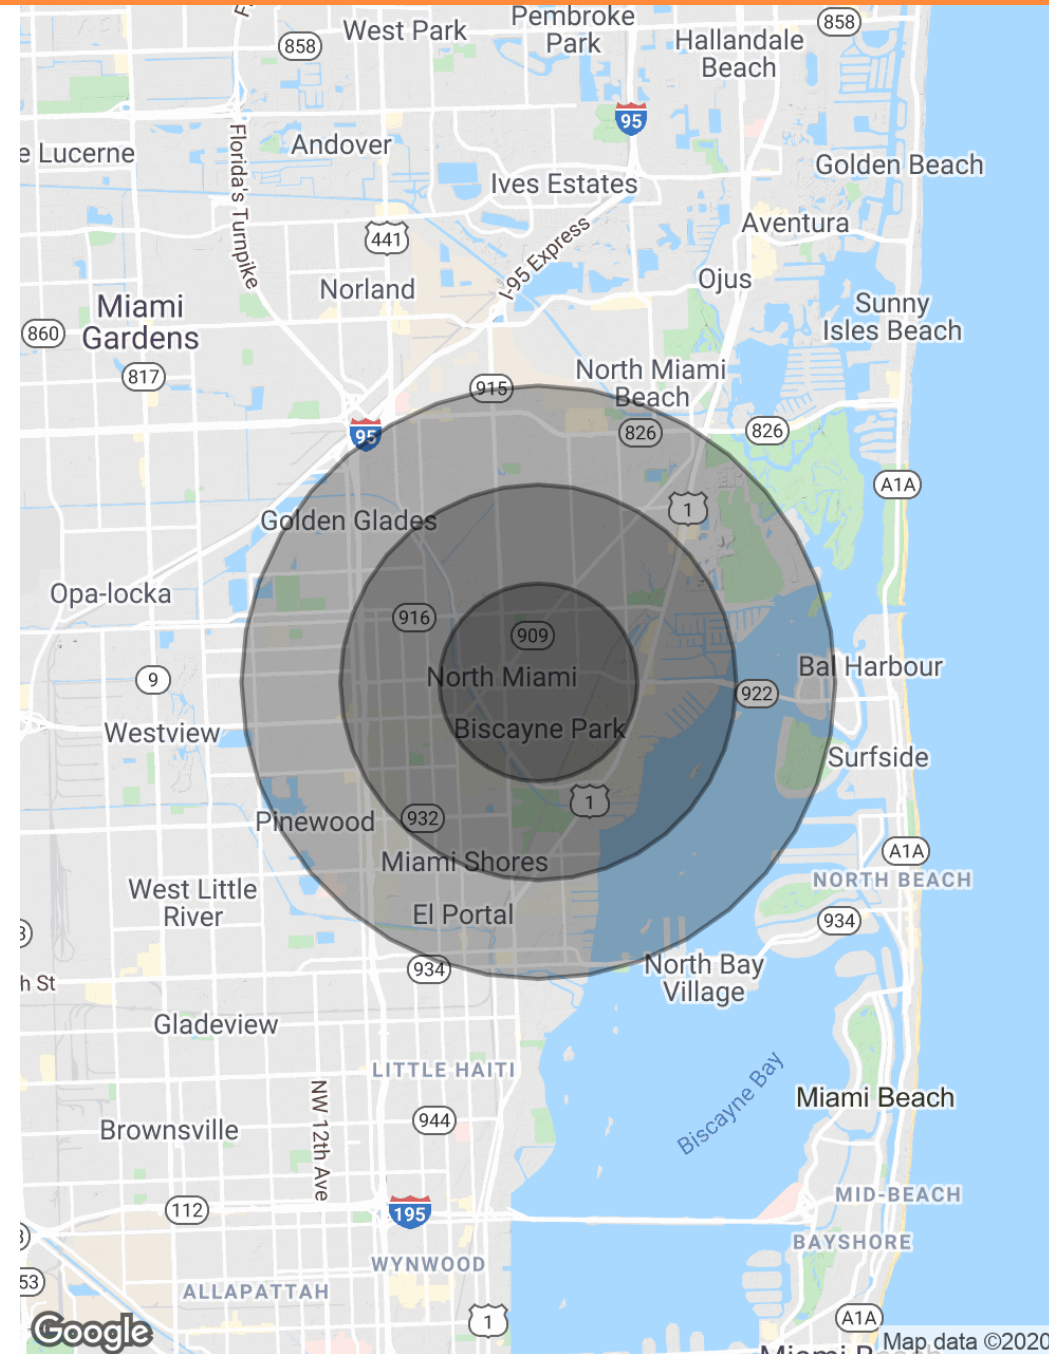 858
West Park
Pembroke
Park
Hallandale
Beach
858
95
Andover
e Lucerne
Golden Beach
Ives Estates
Florida's Turnpike
Aventura
441
I-95 Express
Ojus
Norland
Miami
Gardens
Sunny
Isles Beach
860
817
North Miami
Beach
915
826
826
95
A1A
1
Golden Glades
Opa-locka
916
909
Bal Harbour
North Miami
9
922
Biscayne Park
Westview
Surfside
1
932
Pinewood
A1A
Miami Shores
NORTH BEACH
West Little
River
El Portal
934
North Bay
Village
934
h St
Gladeview
LITTLE HAITI
Biscayne Bay
Miami Beach
NW 12th Ave
944
Brownsville
MID-BEACH
112
195
BAYSHORE
WYNWOOD
53
ALLAPATTAH
1
A1A
Google
Map data ©2020